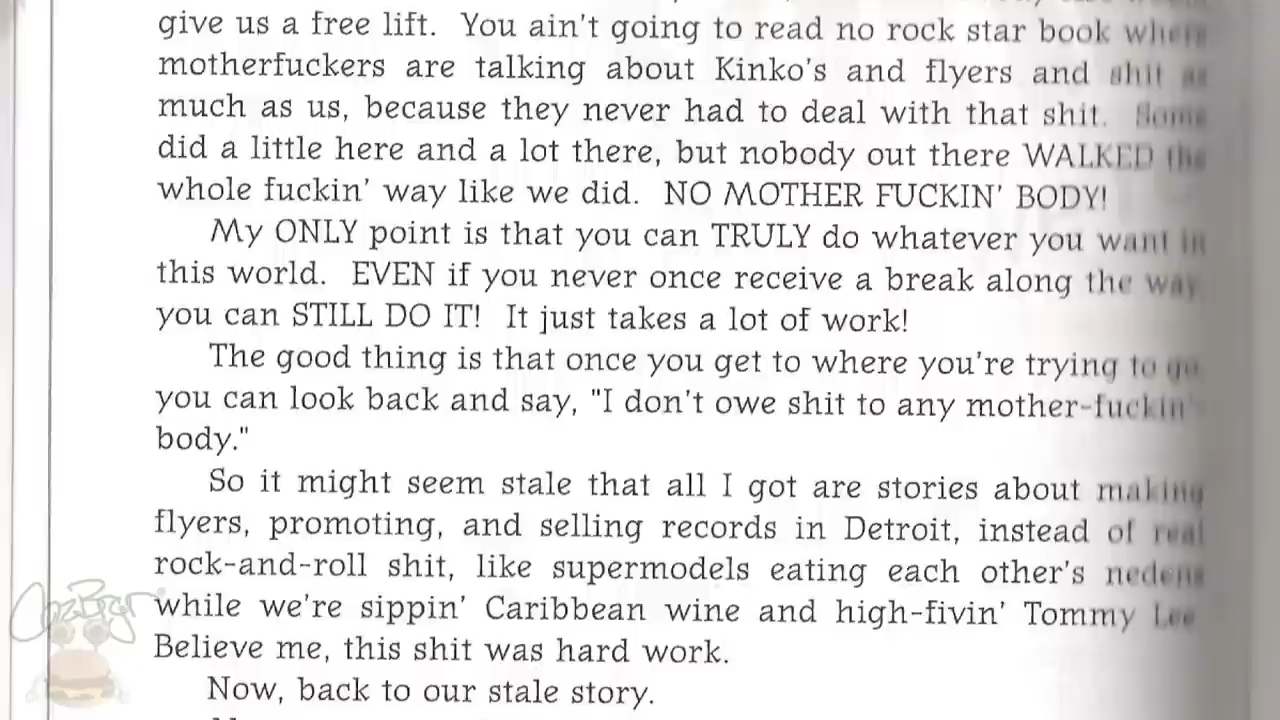 give us a free lift.  You ain't going to read no rock star book where
motherfuckers are talking about Kinko's and flyers and shit as
much as us, because they never had to deal with that shit.  Some
did a little here and a lot there, but nobody out there WALKED the
whole fuckin' way like we did.  NO MOTHER FUCKIN' BODY!
My ONLY point is that you can TRULY do whatever you want in
this world.  EVEN if you never once receive a break along the way
you can STILL DO IT!  It just takes a lot of work!
The good thing is that once you get to where you're trying to go
you can look back and say, "I don't owe shit to any mother-fuckin'
body."
So it might seem stale that all I got are stories about making
flyers, promoting, and selling records in Detroit, instead of real
rock-and-roll shit, like supermodels eating each other's nedens
while we're sippin' Caribbean wine and high-fivin' Tommy Lee
Believe me, this shit was hard work.
Now, back to our stale story.